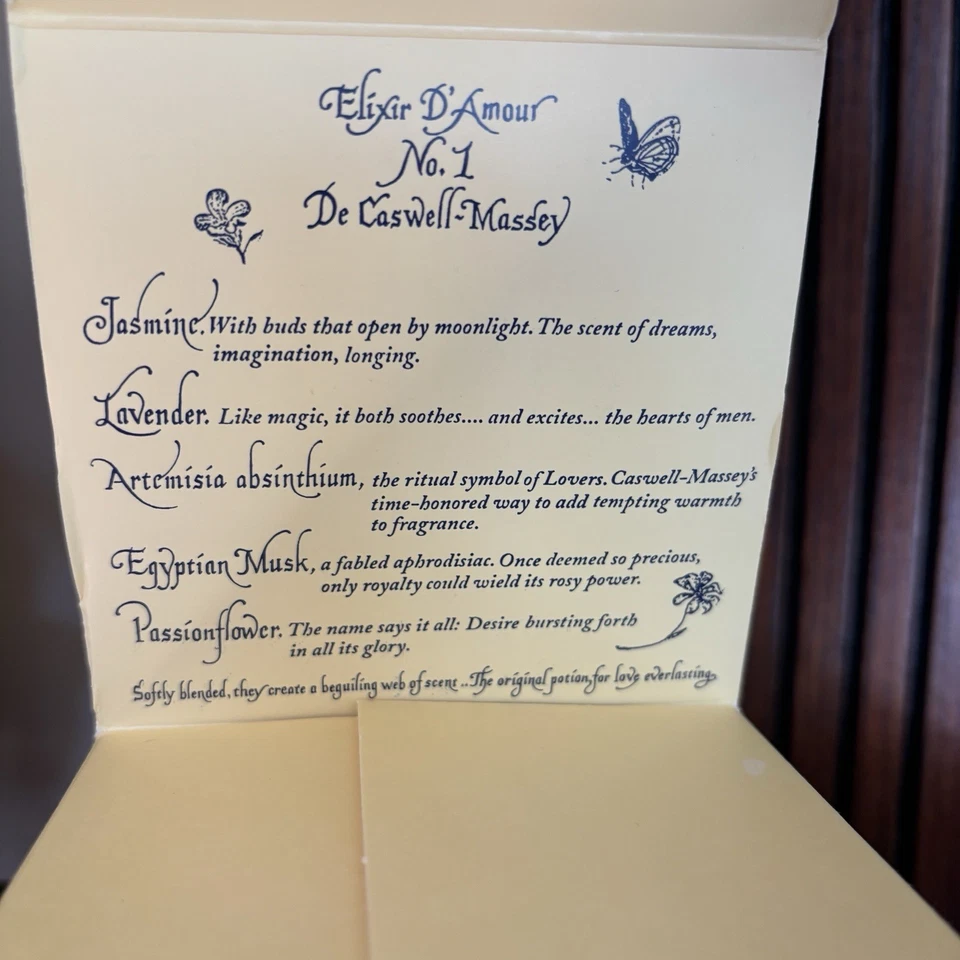 Elixir D'Amour
No. 1
De Caswell-Massey
Jasmine. With buds that open by moonlight. The scent of dreams,
imagination, longing.
Lavender. Like magic, it both soothes.... and excites... the hearts of men.
Artemisia absinthium, the ritual symbol of Lovers. Caswell-Massey's
time-honored way to add tempting warmth
to fragrance.
Egyptian Musk, a fabled aphrodisiac. Once deemed so precious,
only royalty could wield its rosy power.
Passionflower. The name says it all: Desire bursting forth
in all its glory.
Softly blended, they create a beguiling web of scent.. The original potion, for love everlasting.